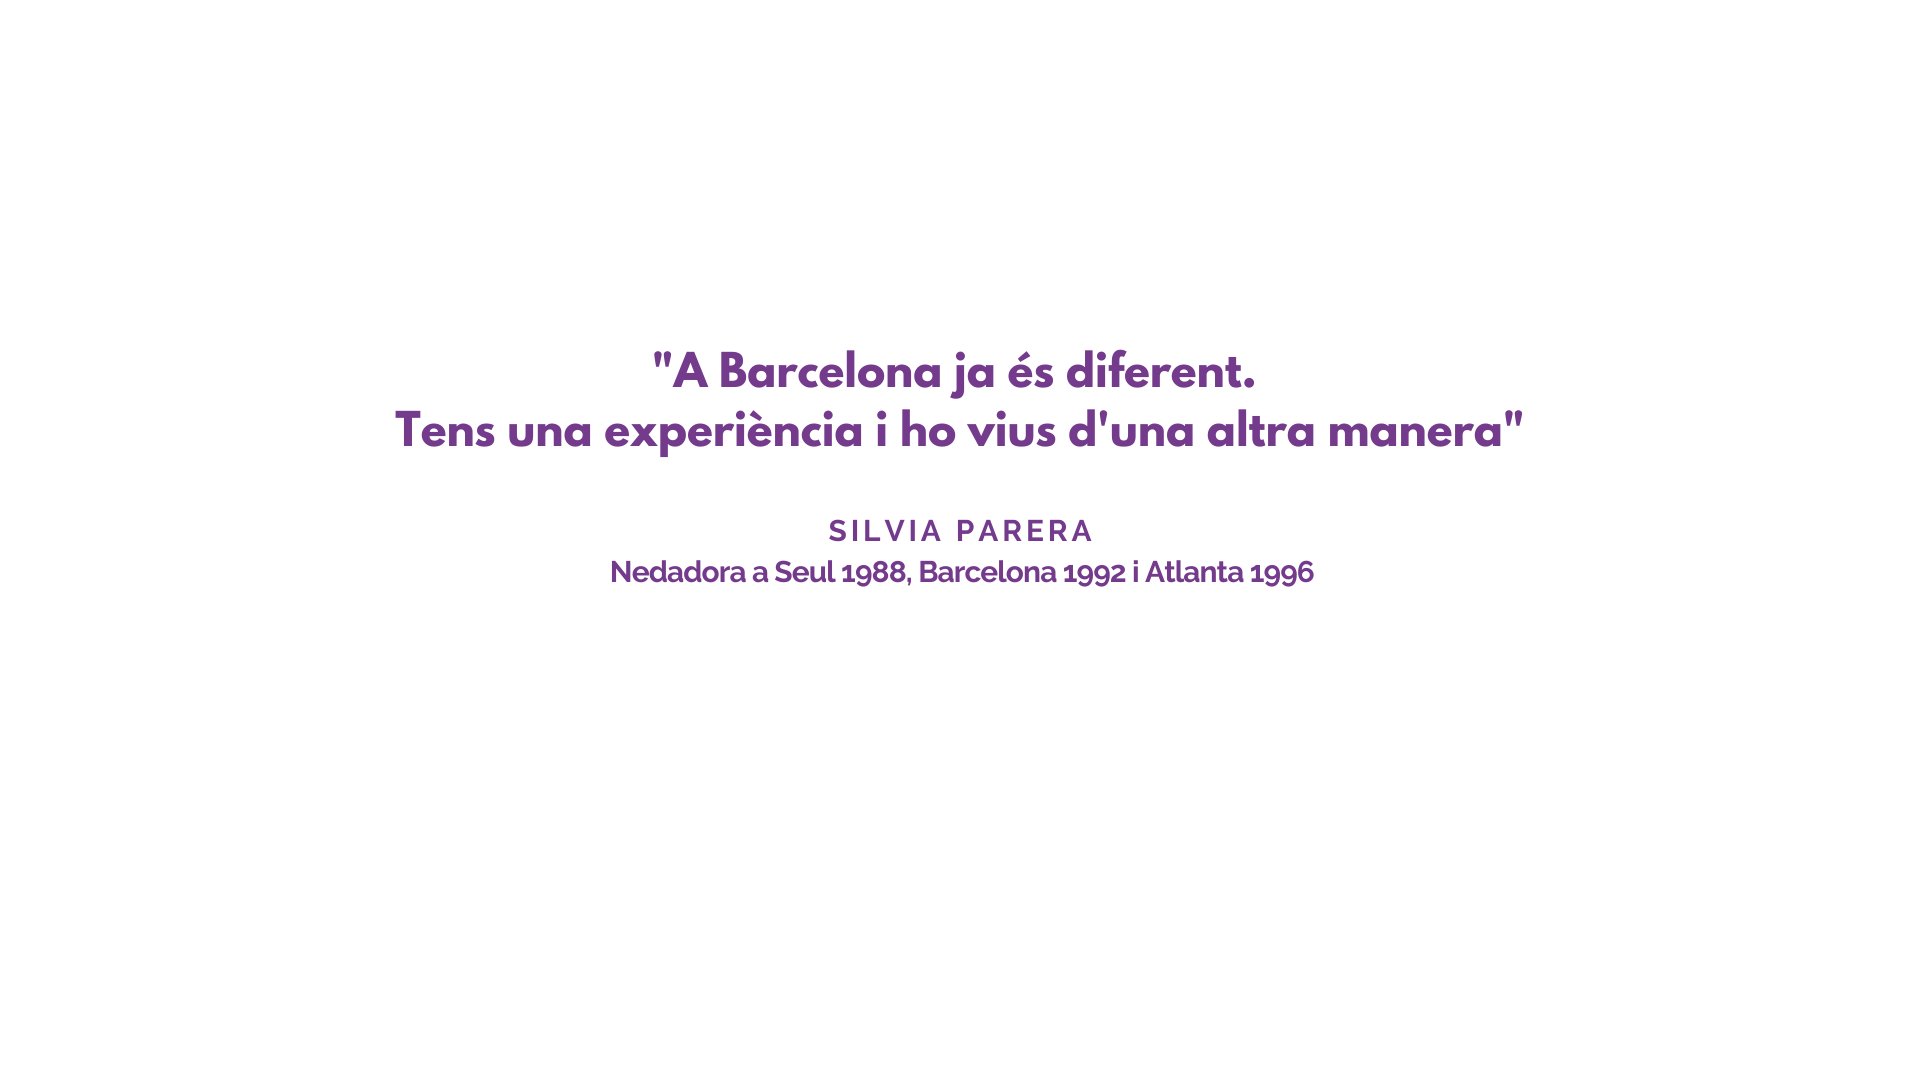 "A Barcelona ja és diferent.
Tens una experiència i ho vius d'una altra manera"
SILVIA PARERA
Nedadora a Seul 1988, Barcelona 1992 i Atlanta 1996